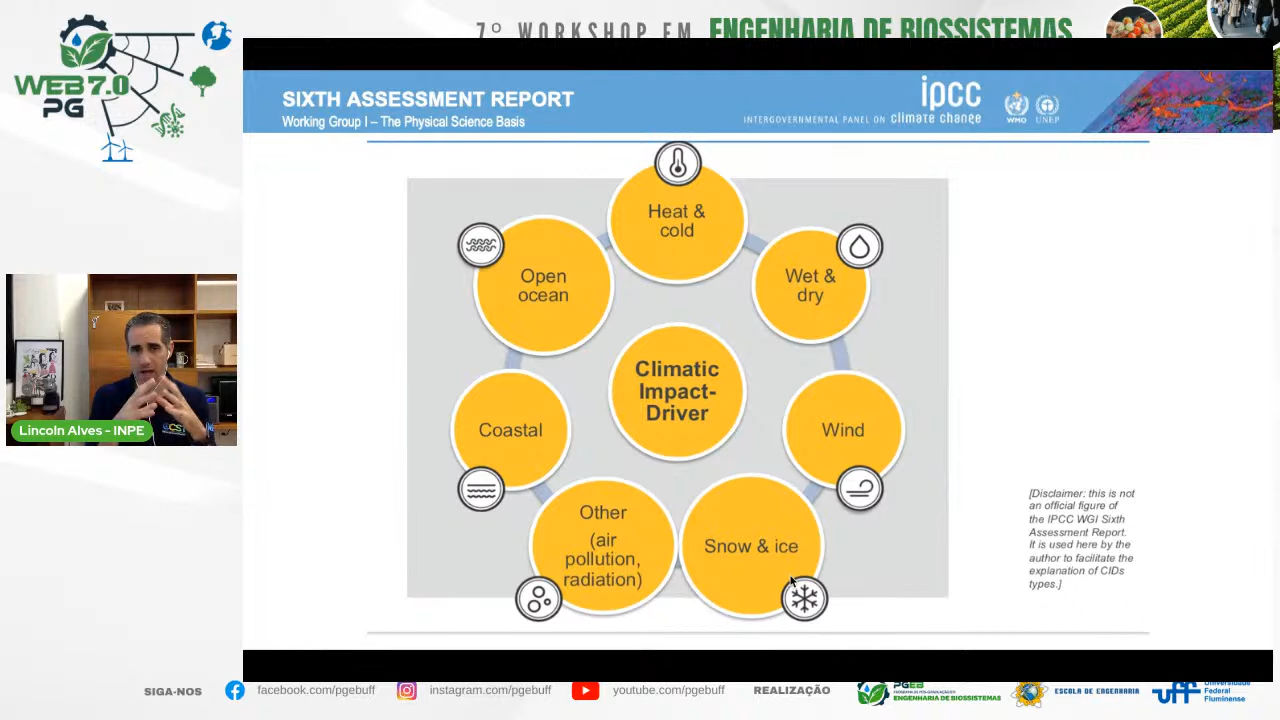 7º WORKSHOP EM ENGENHARIA DE BIOSSISTEMAS
WEB 7.0
PG
SIXTH ASSESSMENT REPORT
Working Group I – The Physical Science Basis
ipcc
INTERGOVERNMENTAL PANEL ON climate change
WMO
UNEP
Heat &
cold
Open
ocean
Wet &
dry
Climatic
Impact-
Driver
Coastal
Wind
Other
(air
pollution,
radiation)
Snow & ice
[Disclaimer: this is not
an official figure of
the IPCC WGI Sixth
Assessment Report.
It is used here by the
author to facilitate the
explanation of CIDs
types.]
Lincoln Alves - INPE
SIGA-NOS
facebook.com/pgebuff
instagram.com/pgebuff
youtube.com/pgebuff
REALIZAÇÃO
PGEB
ENGENHARIA DE BIOSSISTEMAS
ESCOLA DE ENGENHARIA
uff
Universidade
Federal
Fluminense